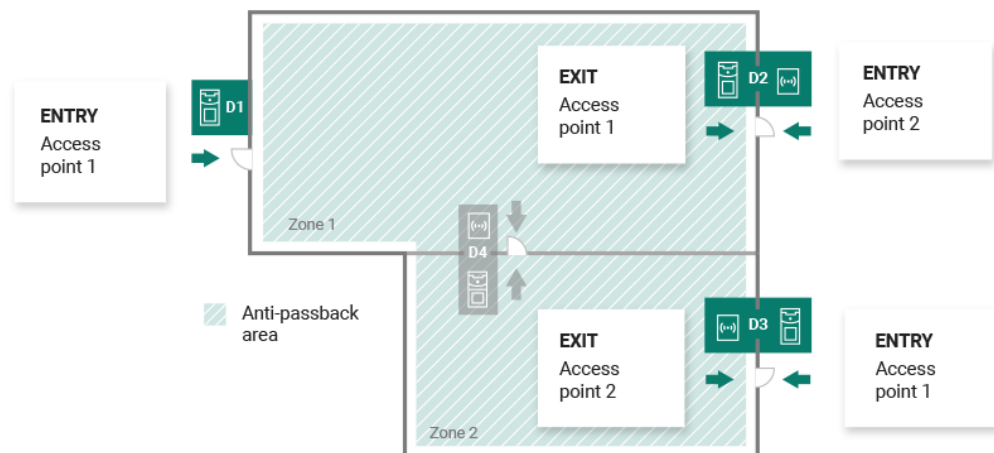 ENTRY
Access
point 1
D1
EXIT
Access
point 1
D2
ENTRY
Access
point 2
Zone 1
D4
Anti-passback
area
EXIT
Access
point 2
D3
ENTRY
Access
point 1
Zone 2